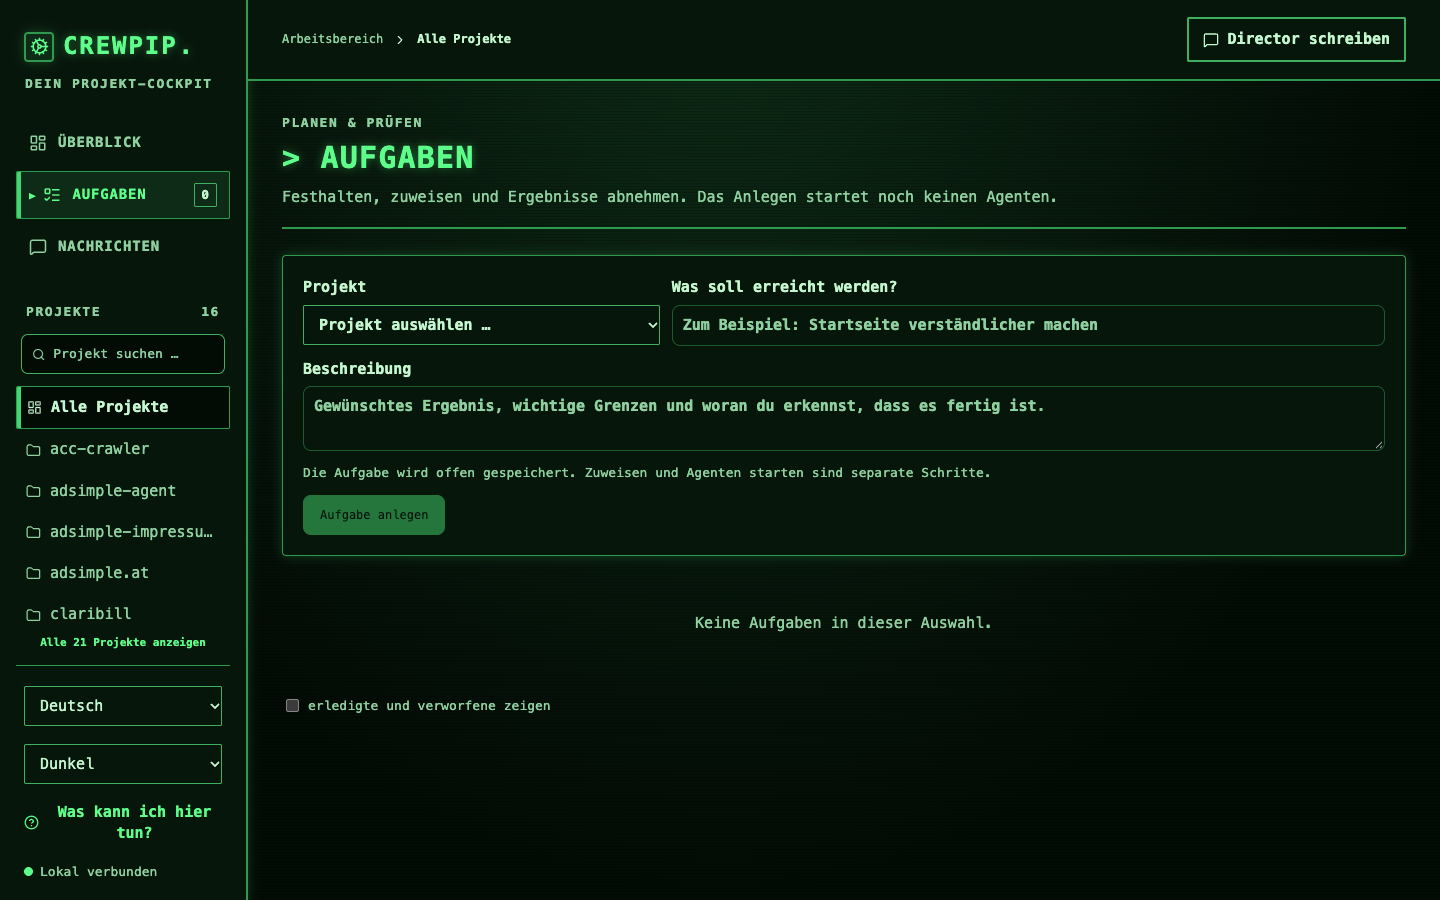 CREWPIP.
DEIN PROJEKT-COCKPIT
ÜBERBLICK
AUFGABEN 0
NACHRICHTEN
PROJEKTE 16
Projekt suchen …
Alle Projekte
acc-crawler
adsimple-agent
adsimple-impressu…
adsimple.at
claribill
Alle 21 Projekte anzeigen
Deutsch
Dunkel
Was kann ich hier
tun?
Lokal verbunden
Arbeitsbereich > Alle Projekte
Director schreiben
PLANEN & PRÜFEN
> AUFGABEN
Festhalten, zuweisen und Ergebnisse abnehmen. Das Anlegen startet noch keinen Agenten.
Projekt
Projekt auswählen …
Was soll erreicht werden?
Zum Beispiel: Startseite verständlicher machen
Beschreibung
Gewünschtes Ergebnis, wichtige Grenzen und woran du erkennst, dass es fertig ist.
Die Aufgabe wird offen gespeichert. Zuweisen und Agenten starten sind separate Schritte.
Aufgabe anlegen
Keine Aufgaben in dieser Auswahl.
erledigte und verworfene zeigen